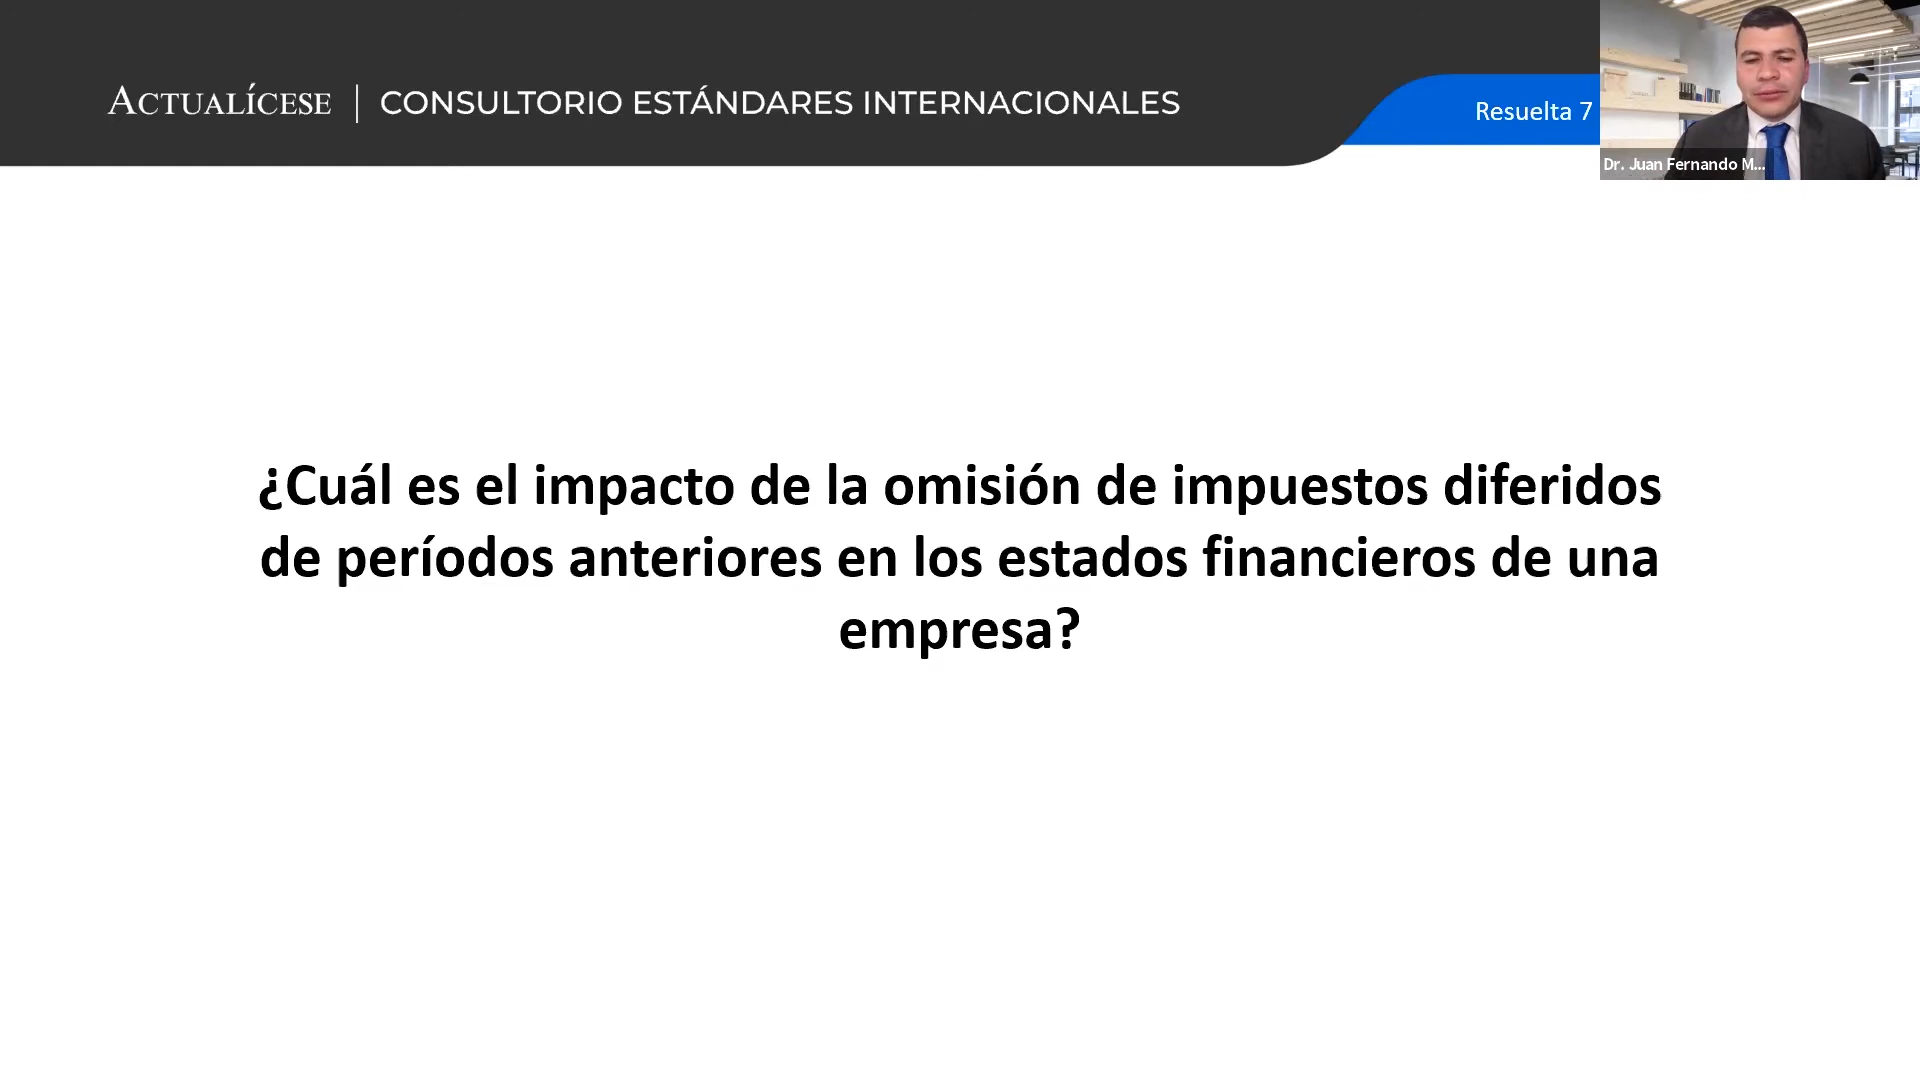 ACTUALÍCESE | CONSULTORIO ESTÁNDARES INTERNACIONALES
Resuelta 7
Dr. Juan Fernando M...
¿Cuál es el impacto de la omisión de impuestos diferidos
de períodos anteriores en los estados financieros de una
empresa?